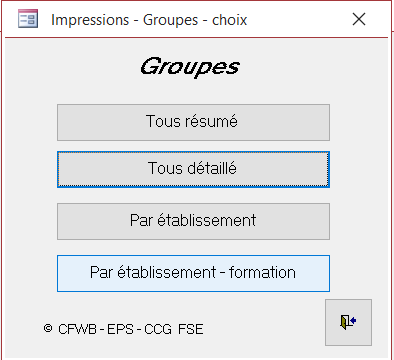 Impressions - Groupes - choix
Groupes
Tous résumé
Tous détaillé
Par établissement
Par établissement - formation
© CFWB - EPS - CCG FSE